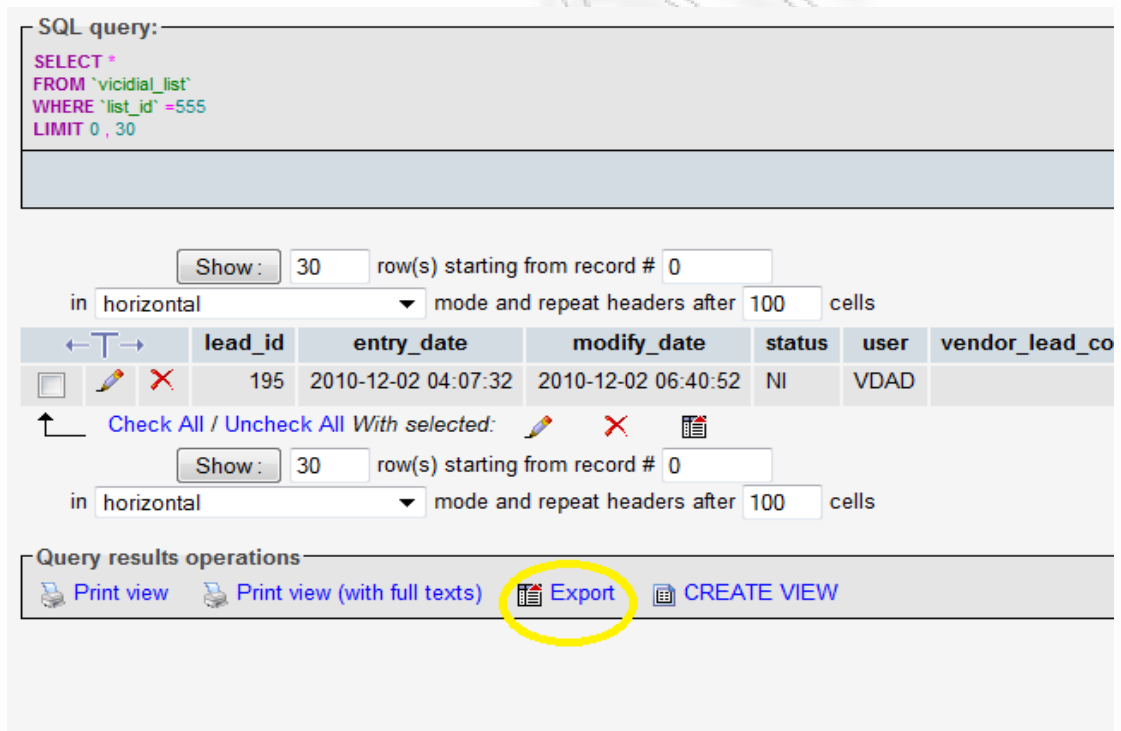 SQL query:
SELECT *
FROM `vicidial_list`
WHERE `list_id` =555
LIMIT 0 , 30
Show : 30 row(s) starting from record # 0
in horizontal mode and repeat headers after 100 cells
←T→ lead_id entry_date modify_date status user vendor_lead_co
195 2010-12-02 04:07:32 2010-12-02 06:40:52 NI VDAD
Check All / Uncheck All With selected:
Show : 30 row(s) starting from record # 0
in horizontal mode and repeat headers after 100 cells
Query results operations
Print view Print view (with full texts) Export CREATE VIEW